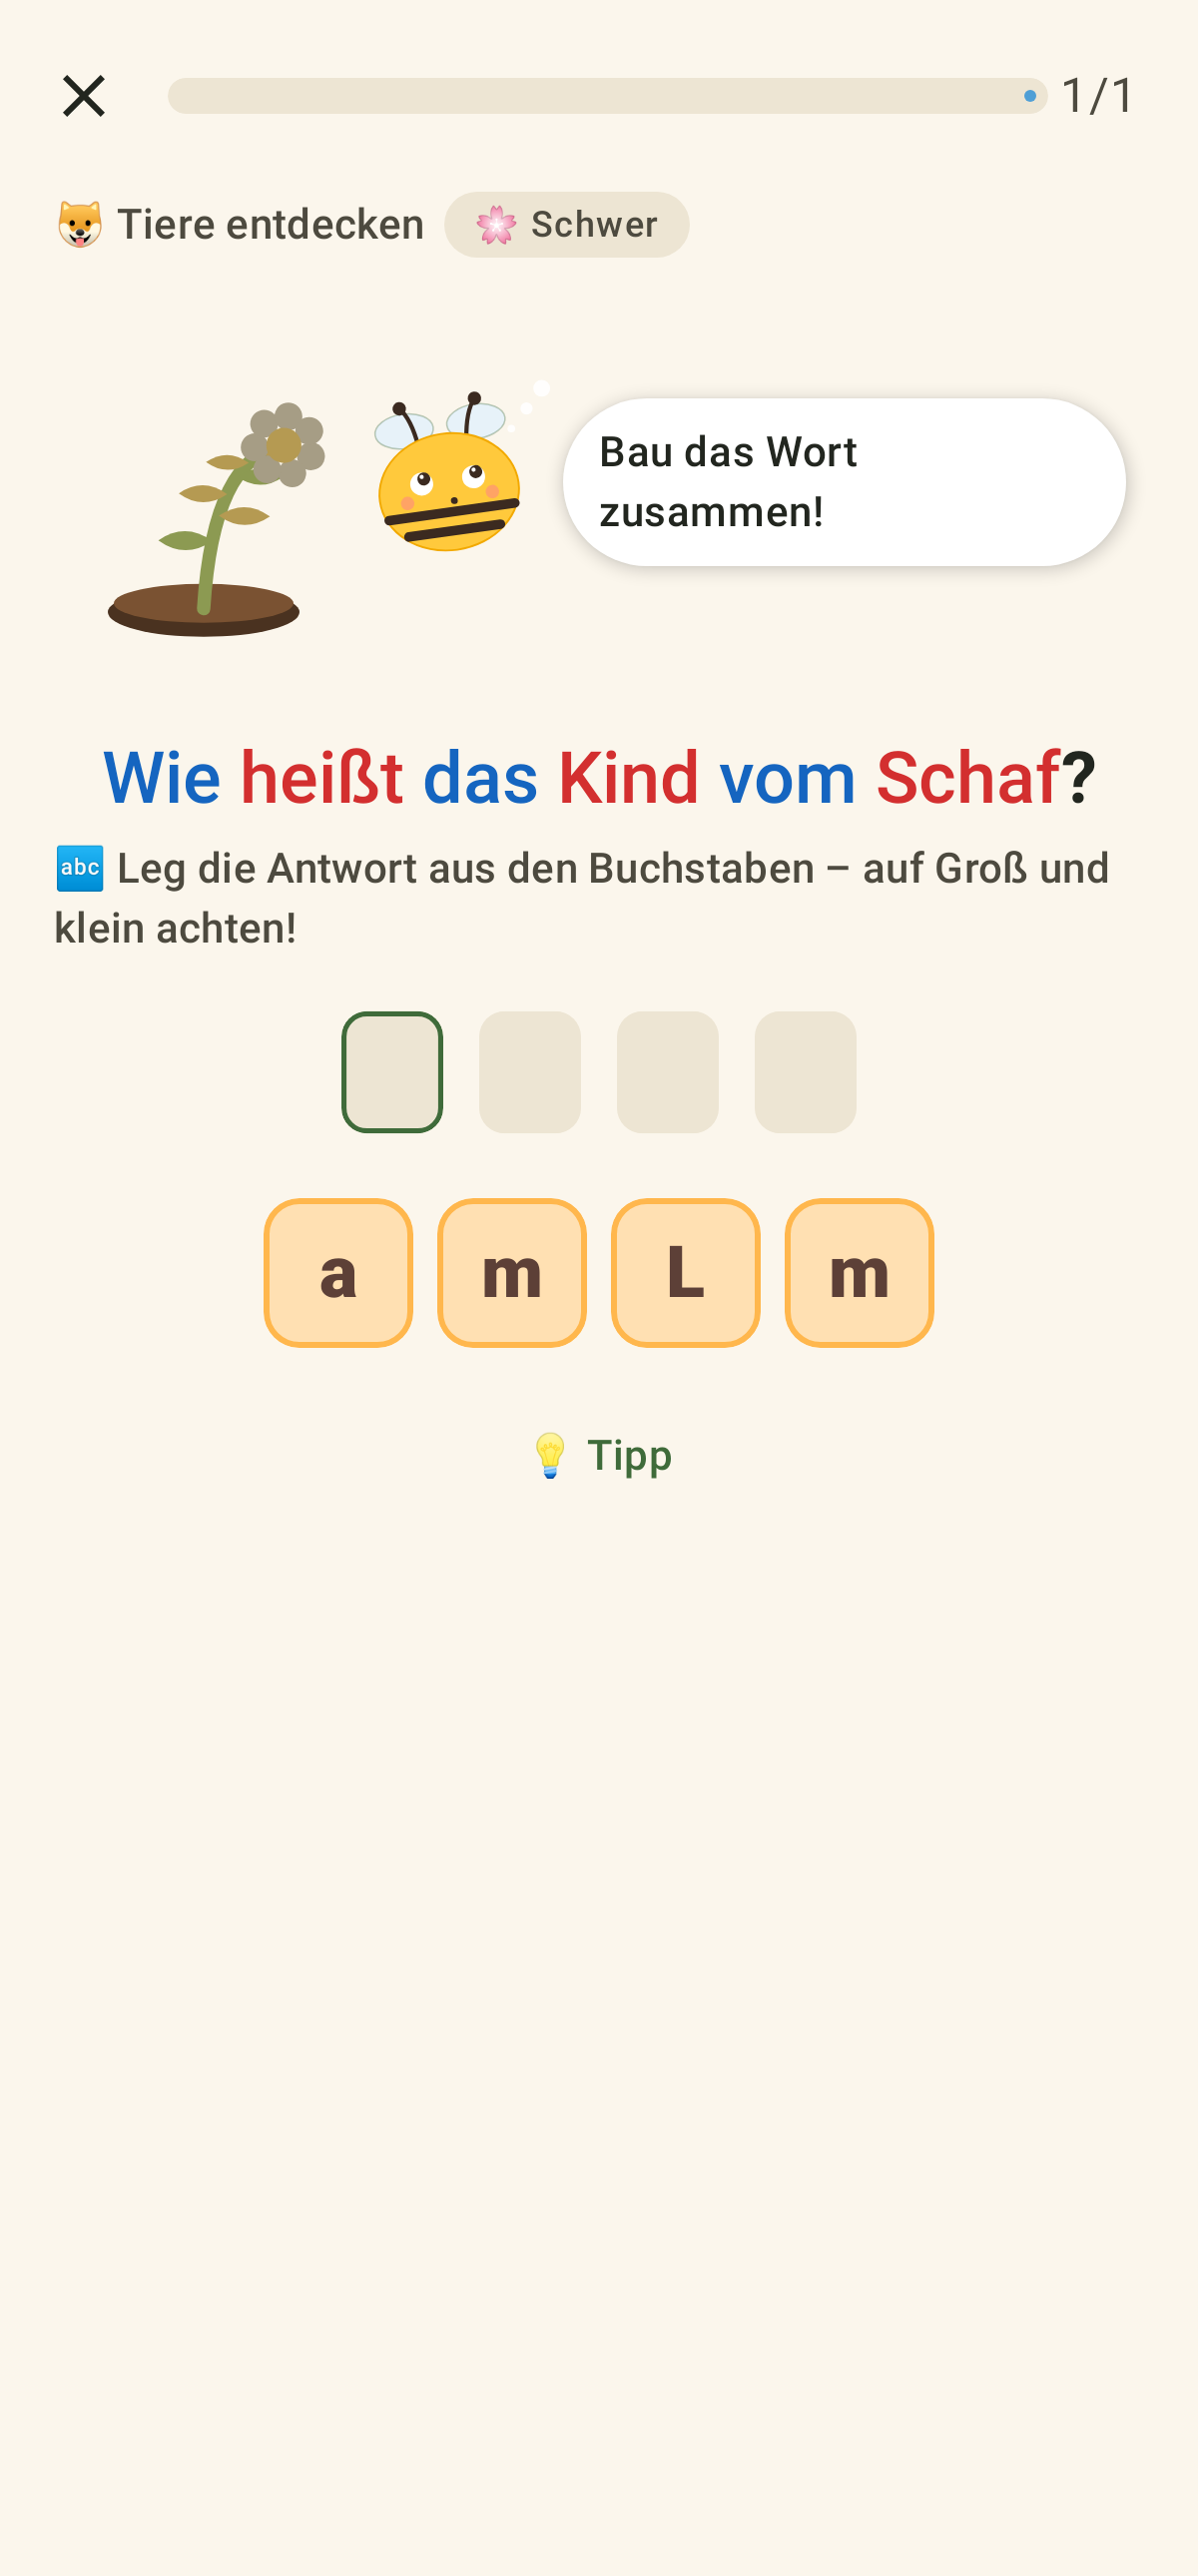 1/1
Tiere entdecken
Schwer
Bau das Wort
zusammen!
Wie heißt das Kind vom Schaf?
abc Leg die Antwort aus den Buchstaben – auf Groß und
klein achten!
a m L m
Tipp